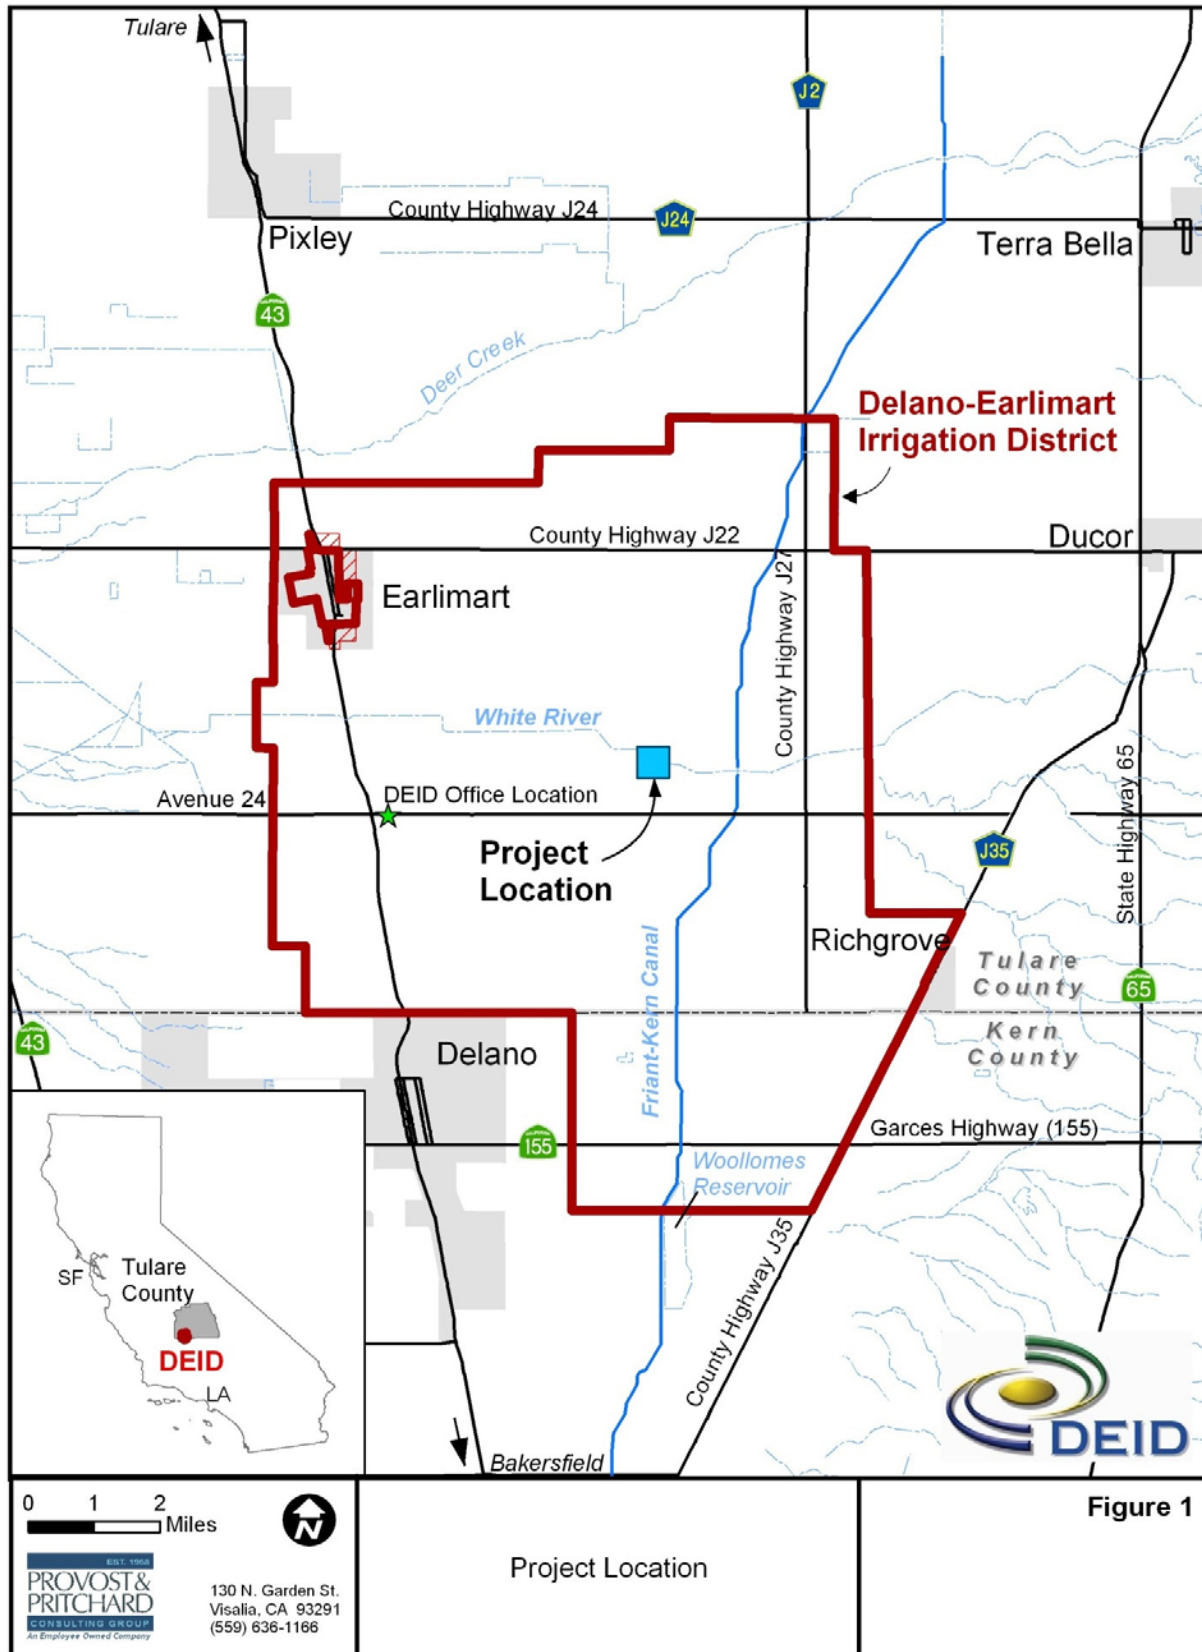 Tulare
J2
County Highway J24
J24
Pixley
Terra Bella
CALIFORNIA
43
Deer Creek
Delano-Earlimart
Irrigation District
County Highway J22
Ducor
Earlimart
County Highway J27
White River
Avenue 24
DEID Office Location
State Highway 65
Project
Location
J35
Richgrove
Tulare
County
CALIFORNIA
65
Friant-Kern Canal
CALIFORNIA
43
Kern
County
Delano
CALIFORNIA
155
Garces Highway (155)
Woollomes
Reservoir
County Highway J35
SF
Tulare
County
DEID
LA
DEID
Bakersfield
0 1 2
Miles
N
Figure 1
Project Location
EST. 1968
PROVOST&
PRITCHARD
CONSULTING GROUP
An Employee Owned Company
130 N. Garden St.
Visalia, CA 93291
(559) 636-1166